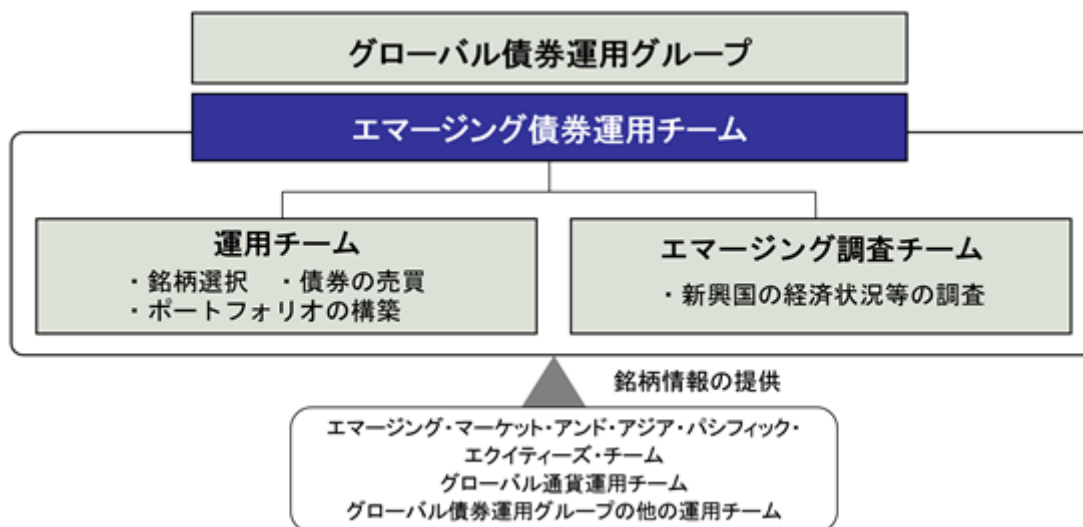 グローバル債券運用グループ
エマージング債券運用チーム
運用チーム
・銘柄選択　・債券の売買
・ポートフォリオの構築
エマージング調査チーム
・新興国の経済状況等の調査
銘柄情報の提供
エマージング・マーケット・アンド・アジア・パシフィック・
エクイティーズ・チーム
グローバル通貨運用チーム
グローバル債券運用グループの他の運用チーム